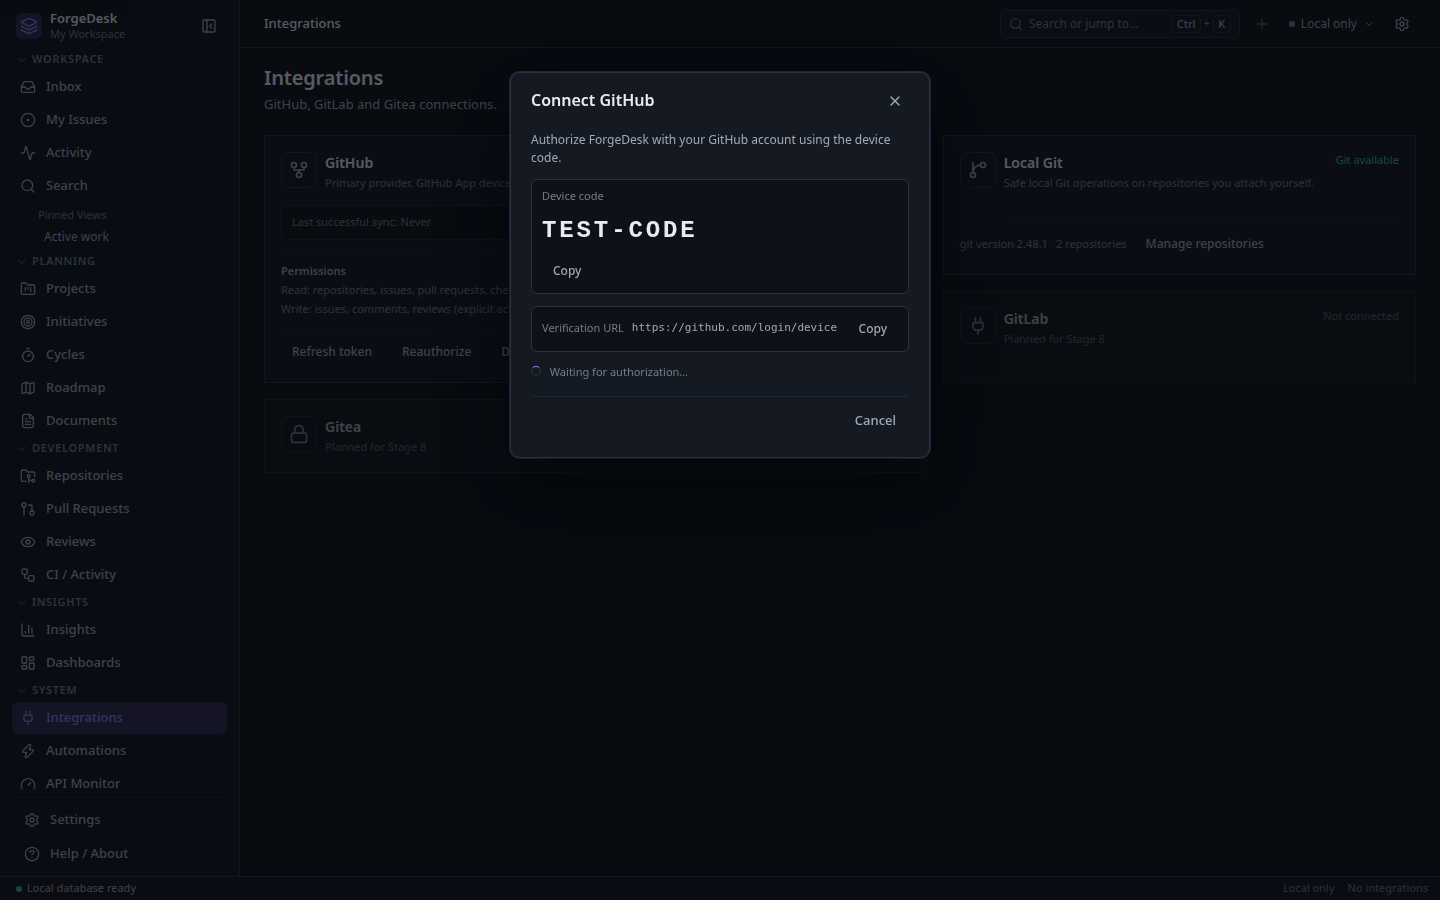 ForgeDesk
My Workspace
WORKSPACE
Inbox
My Issues
Activity
Search
Pinned Views
Active work
PLANNING
Projects
Initiatives
Cycles
Roadmap
Documents
DEVELOPMENT
Repositories
Pull Requests
Reviews
CI / Activity
INSIGHTS
Insights
Dashboards
SYSTEM
Integrations
Automations
API Monitor
Settings
Help / About
Integrations
Search or jump to...
Ctrl + K
Local only
Integrations
GitHub, GitLab and Gitea connections.
GitHub
Primary provider. GitHub App device
Last successful sync: Never
Permissions
Read: repositories, issues, pull requests, che
Write: issues, comments, reviews (explicit ac
Refresh token Reauthorize D
Connect GitHub
Authorize ForgeDesk with your GitHub account using the device
code.
Device code
TEST-CODE
Copy
Verification URL https://github.com/login/device Copy
Waiting for authorization...
Cancel
Local Git
Git available
Safe local Git operations on repositories you attach yourself.
git version 2.48.1 2 repositories Manage repositories
GitLab
Not connected
Planned for Stage 8
Gitea
Planned for Stage 8
Local database ready
Local only No integrations